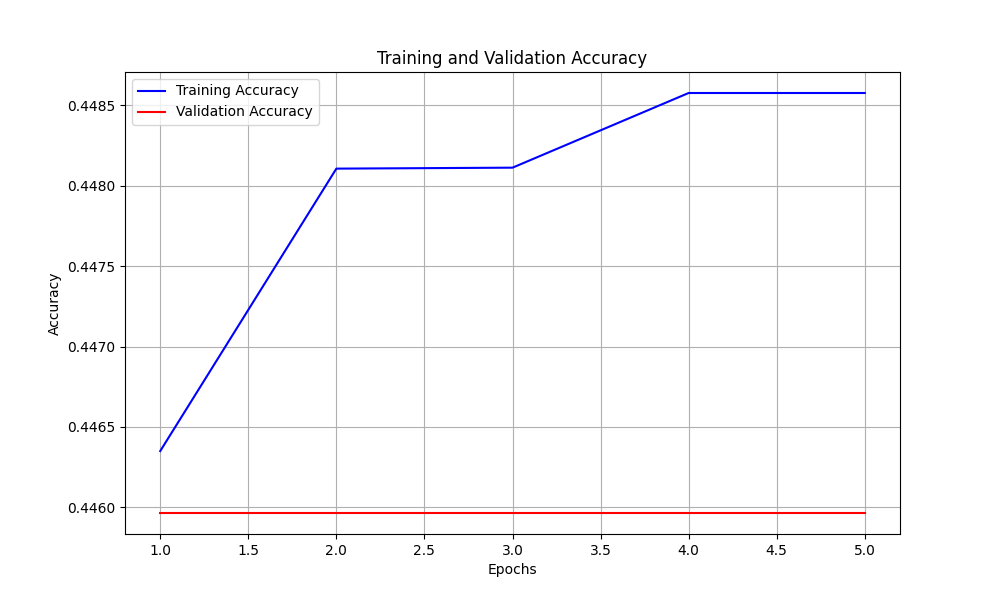 Training and Validation Accuracy
Training Accuracy
Validation Accuracy
0.4485
0.4480
0.4475
0.4470
0.4465
0.4460
Accuracy
1.0 1.5 2.0 2.5 3.0 3.5 4.0 4.5 5.0
Epochs